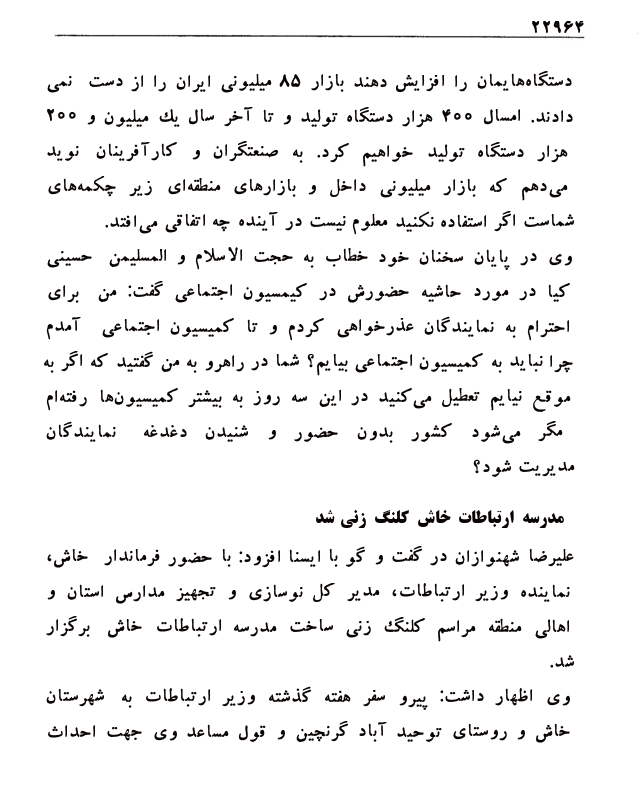 ۲۲۹۶۴
دستگاه‌هایمان را افزایش دهند بازار ۸۵ میلیونی ایران را از دست نمی
دادند. امسال ۴۰۰ هزار دستگاه تولید و تا آخر سال یك میلیون و ۲۰۰
هزار دستگاه تولید خواهیم کرد. به صنعتگران و کارآفرینان نوید
می‌دهم که بازار میلیونی داخل و بازارهای منطقه‌ای زیر چکمه‌های
شماست اگر استفاده نکنید معلوم نیست در آینده چه اتفاقی می‌افتد.
وی در پایان سخنان خود خطاب به حجت الاسلام و المسلیمن حسینی
کیا در مورد حاشیه حضورش در کیمسیون اجتماعی گفت: من برای
احترام به نمایندگان عذرخواهی کردم و تا کمیسیون اجتماعی آمدم
چرا نباید به کمیسیون اجتماعی بیایم؟ شما در راهرو به من گفتید که اگر به
موقع نیایم تعطیل می‌کنید در این سه روز به بیشتر کمیسیون‌ها رفته‌ام
مگر می‌شود کشور بدون حضور و شنیدن دغدغه نمایندگان
مدیریت شود؟
مدرسه ارتباطات خاش کلنگ زنی شد
علیرضا شهنوازان در گفت و گو با ایسنا افزود: با حضور فرماندار خاش،
نماینده وزیر ارتباطات، مدیر کل نوسازی و تجهیز مدارس استان و
اهالی منطقه مراسم کلنگ زنی ساخت مدرسه ارتباطات خاش برگزار
شد.
وی اظهار داشت: پیرو سفر هفته گذشته وزیر ارتباطات به شهرستان
خاش و روستای توحید آباد گرنچین و قول مساعد وی جهت احداث